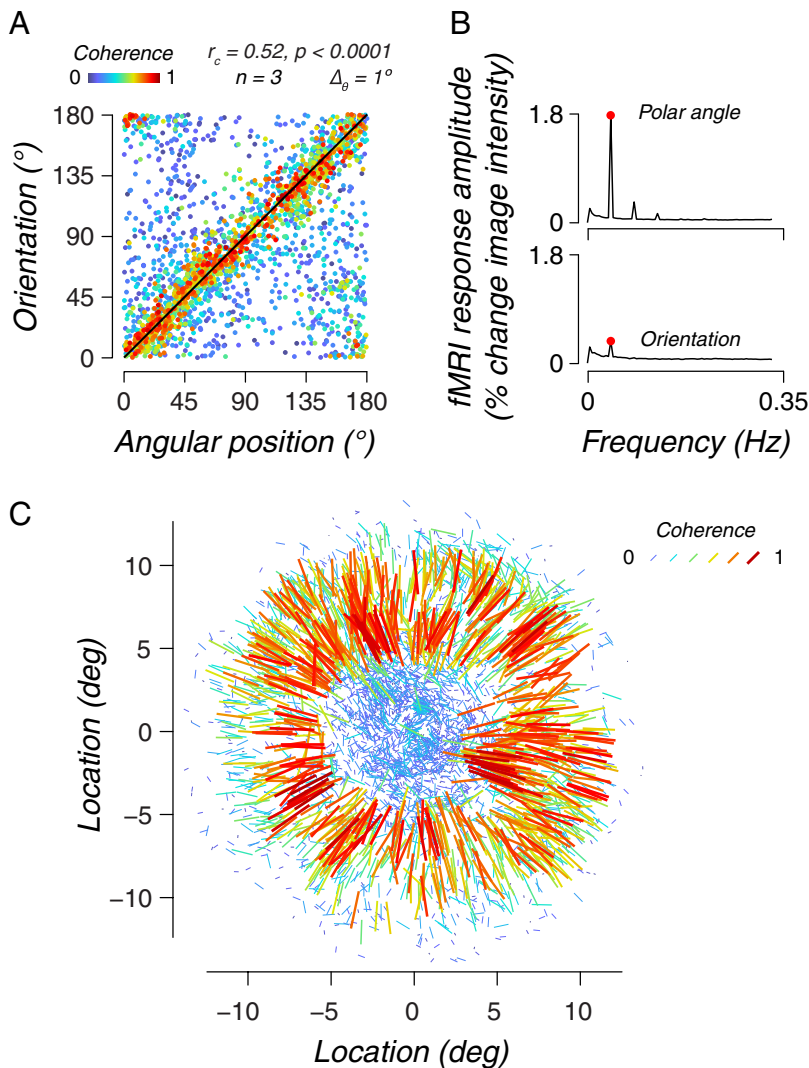 A
Coherence
0 1
r_c = 0.52, p < 0.0001
n = 3 Δ_θ = 1°
180
135
90
45
0
Orientation (°)
0 45 90 135 180
Angular position (°)
B
fMRI response amplitude
(% change image intensity)
1.8
Polar angle
0
1.8
Orientation
0
0 0.35
Frequency (Hz)
C
Coherence
0 1
10
5
0
−5
−10
Location (deg)
−10 −5 0 5 10
Location (deg)